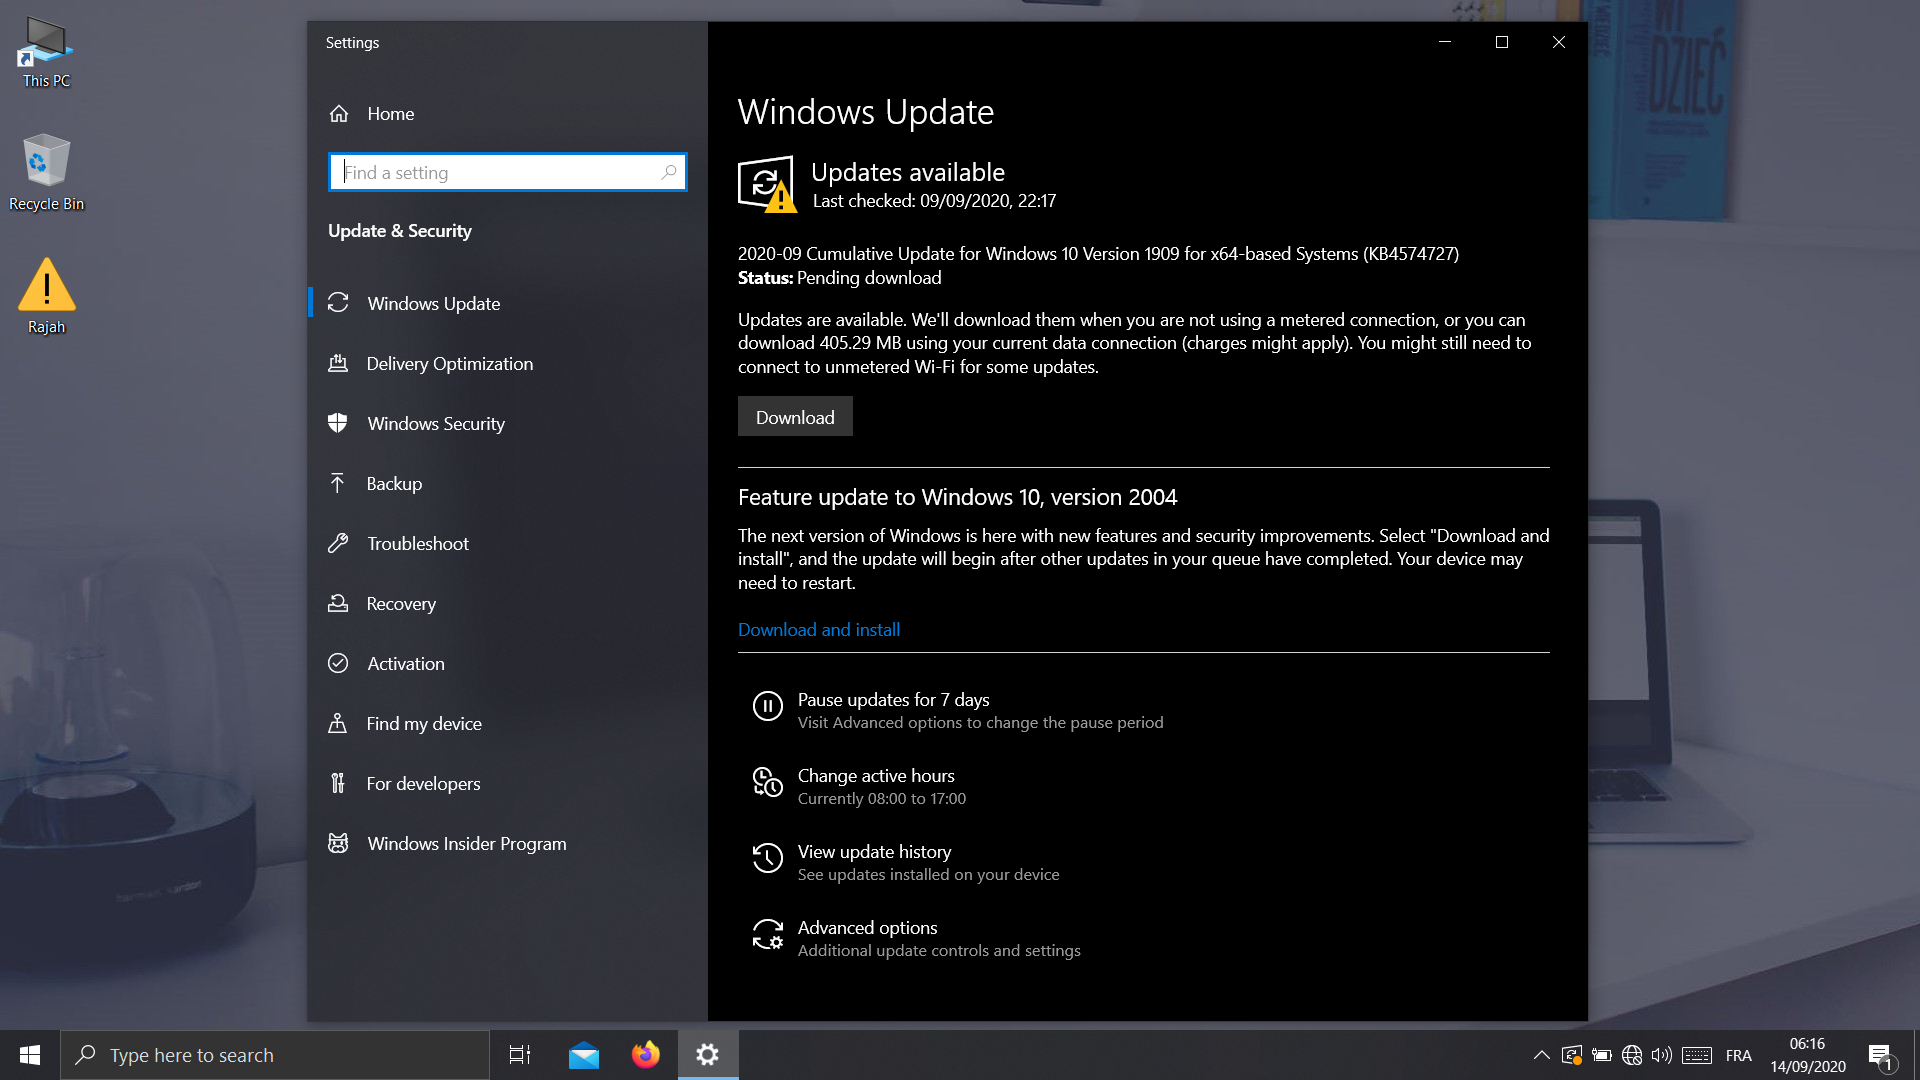 This PC
Recycle Bin
Rajah
Settings
Home
Find a setting
Update & Security
Windows Update
Delivery Optimization
Windows Security
Backup
Troubleshoot
Recovery
Activation
Find my device
For developers
Windows Insider Program
Windows Update
Updates available
Last checked: 09/09/2020, 22:17
2020-09 Cumulative Update for Windows 10 Version 1909 for x64-based Systems (KB4574727)
Status: Pending download
Updates are available. We'll download them when you are not using a metered connection, or you can
download 405.29 MB using your current data connection (charges might apply). You might still need to
connect to unmetered Wi-Fi for some updates.
Download
Feature update to Windows 10, version 2004
The next version of Windows is here with new features and security improvements. Select "Download and
install", and the update will begin after other updates in your queue have completed. Your device may
need to restart.
Download and install
Pause updates for 7 days
Visit Advanced options to change the pause period
Change active hours
Currently 08:00 to 17:00
View update history
See updates installed on your device
Advanced options
Additional update controls and settings
DZIEĆ
harman/kardon
Type here to search
FRA
06:16
14/09/2020
1